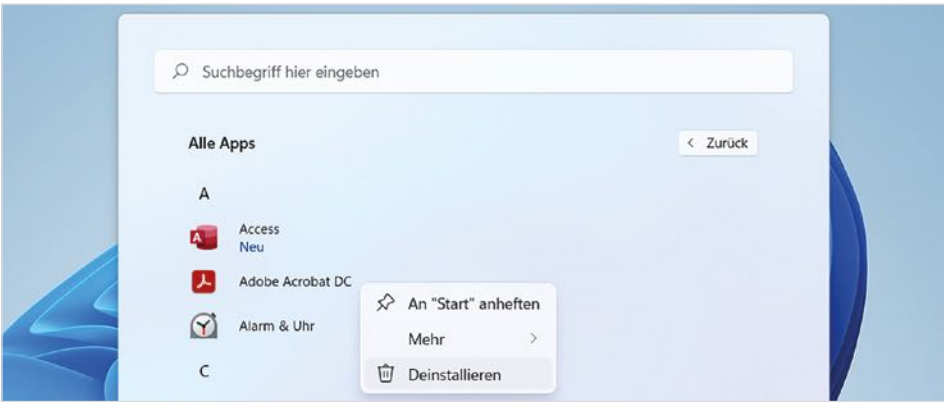 Suchbegriff hier eingeben
Alle Apps
Zurück
A
Access
Neu
Adobe Acrobat DC
An "Start" anheften
Alarm & Uhr
Mehr
C
Deinstallieren